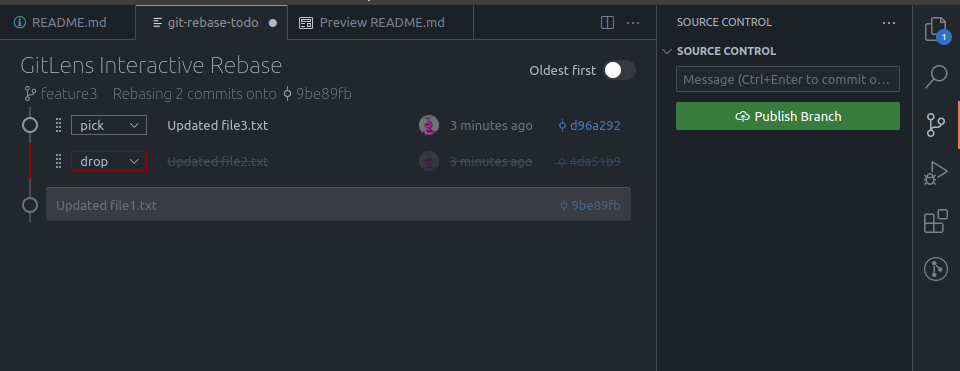 README.md
git-rebase-todo
Preview README.md
GitLens Interactive Rebase
Oldest first
feature3 Rebasing 2 commits onto 9be89fb
pick Updated file3.txt 3 minutes ago d96a292
drop Updated file2.txt 3 minutes ago 4da51b9
Updated file1.txt 9be89fb
SOURCE CONTROL
SOURCE CONTROL
Message (Ctrl+Enter to commit o...
Publish Branch
1